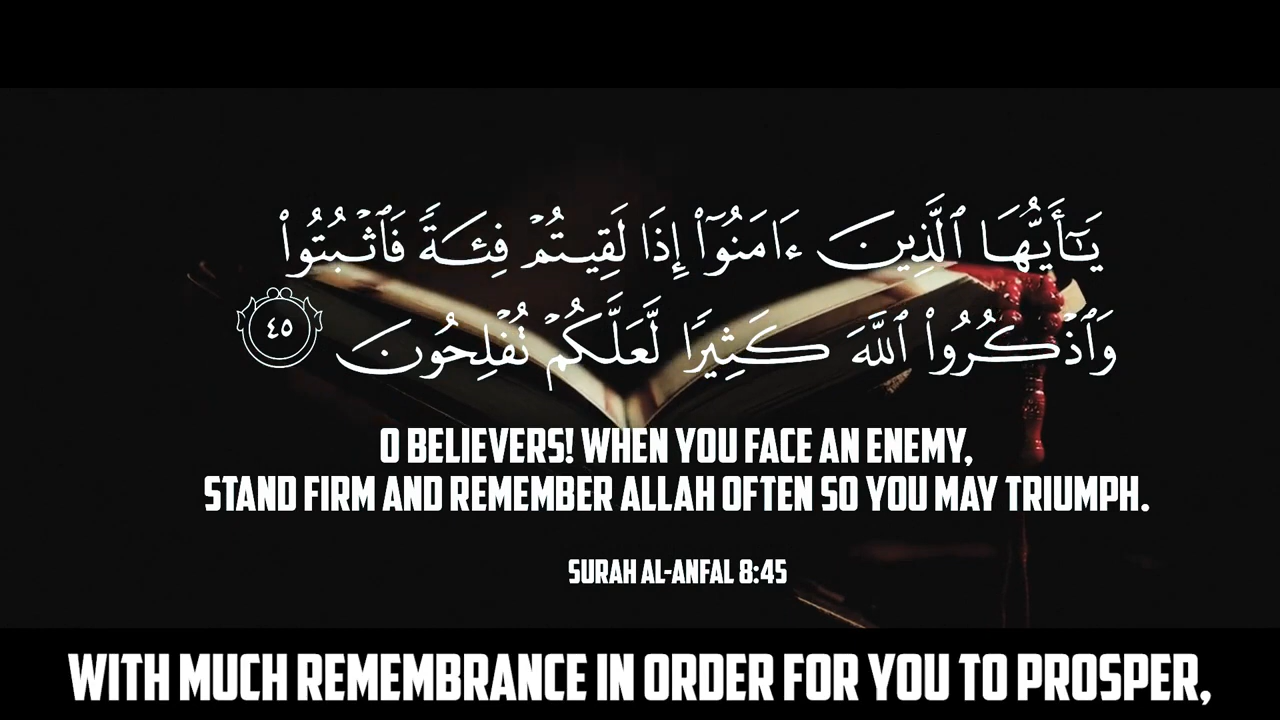 يَـٰٓأَيُّهَا ٱلَّذِينَ ءَامَنُوٓا۟ إِذَا لَقِيتُمْ فِئَةً فَٱثْبُتُوا۟
وَٱذْكُرُوا۟ ٱللَّهَ كَثِيرًا لَّعَلَّكُمْ تُفْلِحُونَ ٤٥
O BELIEVERS! WHEN YOU FACE AN ENEMY,
STAND FIRM AND REMEMBER ALLAH OFTEN SO YOU MAY TRIUMPH.
SURAH AL-ANFAL 8:45
WITH MUCH REMEMBRANCE IN ORDER FOR YOU TO PROSPER,